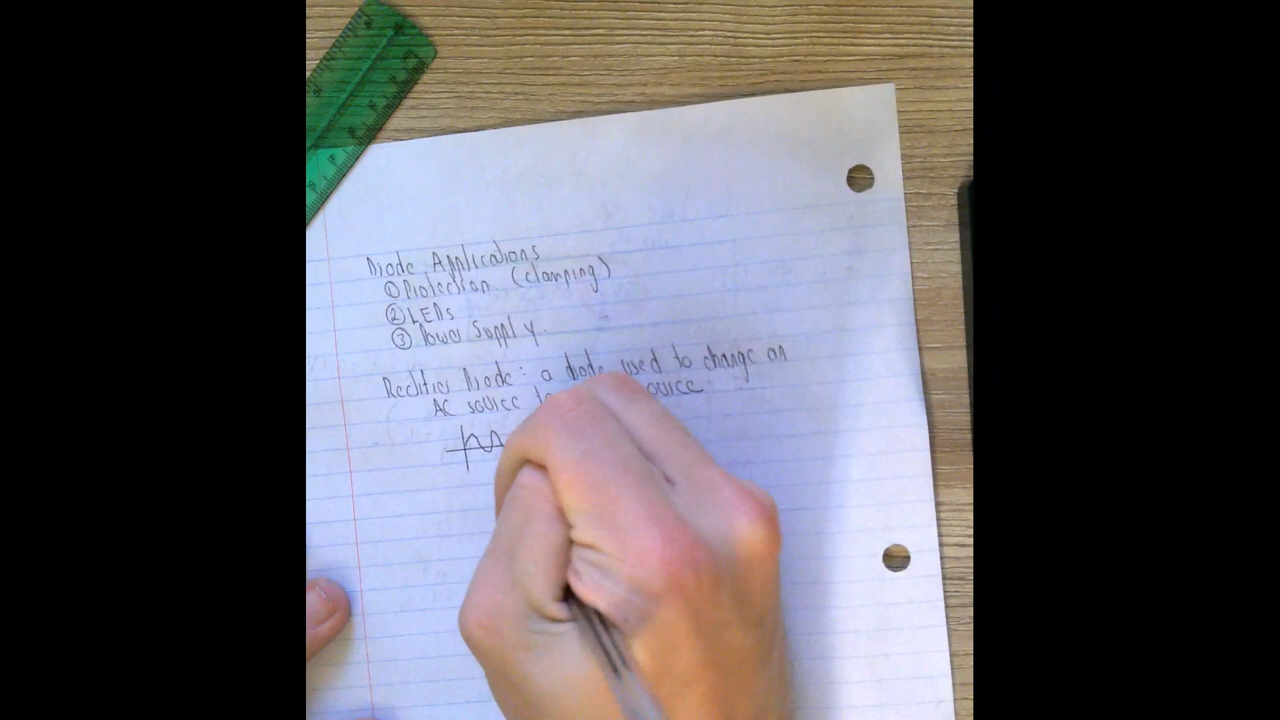 Diode Applications
① Protection (clamping)
② LEDs
③ Power Supply.
Rectifier Diode: a diode used to change an
AC source